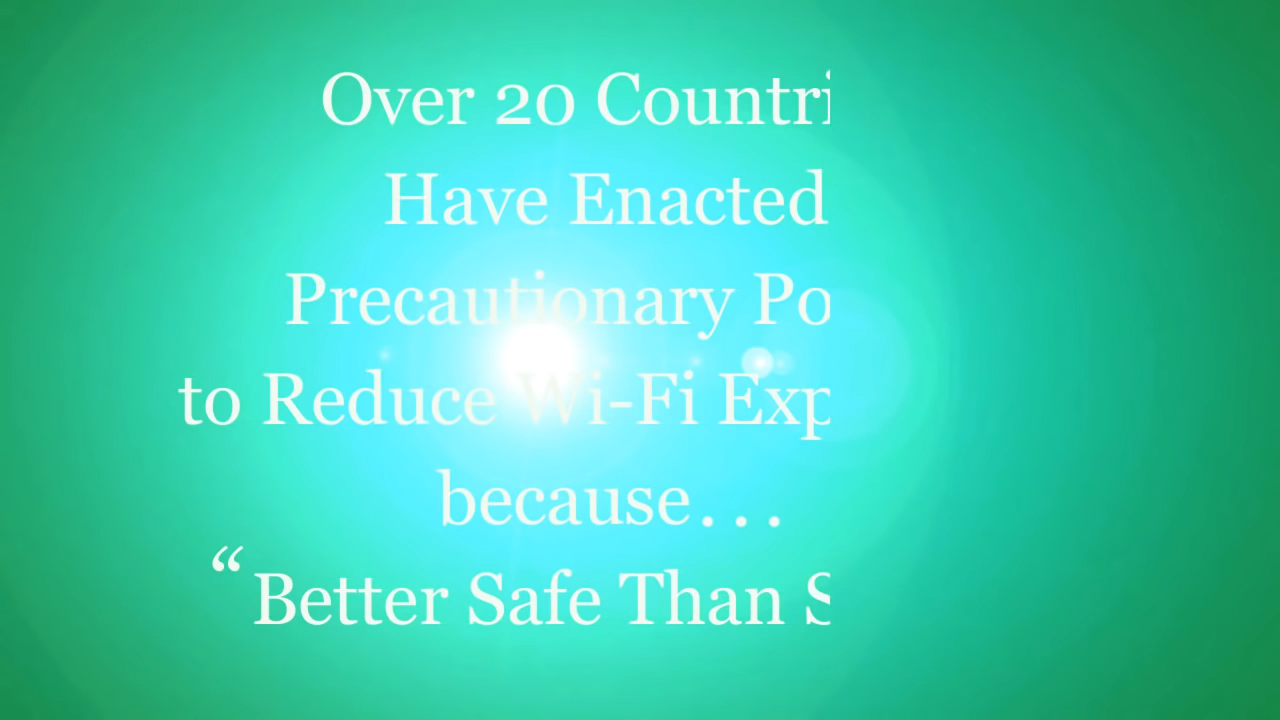 Over 20 Countri
Have Enacted
Precautionary Po
to Reduce Wi-Fi Exp
because...
“Better Safe Than S